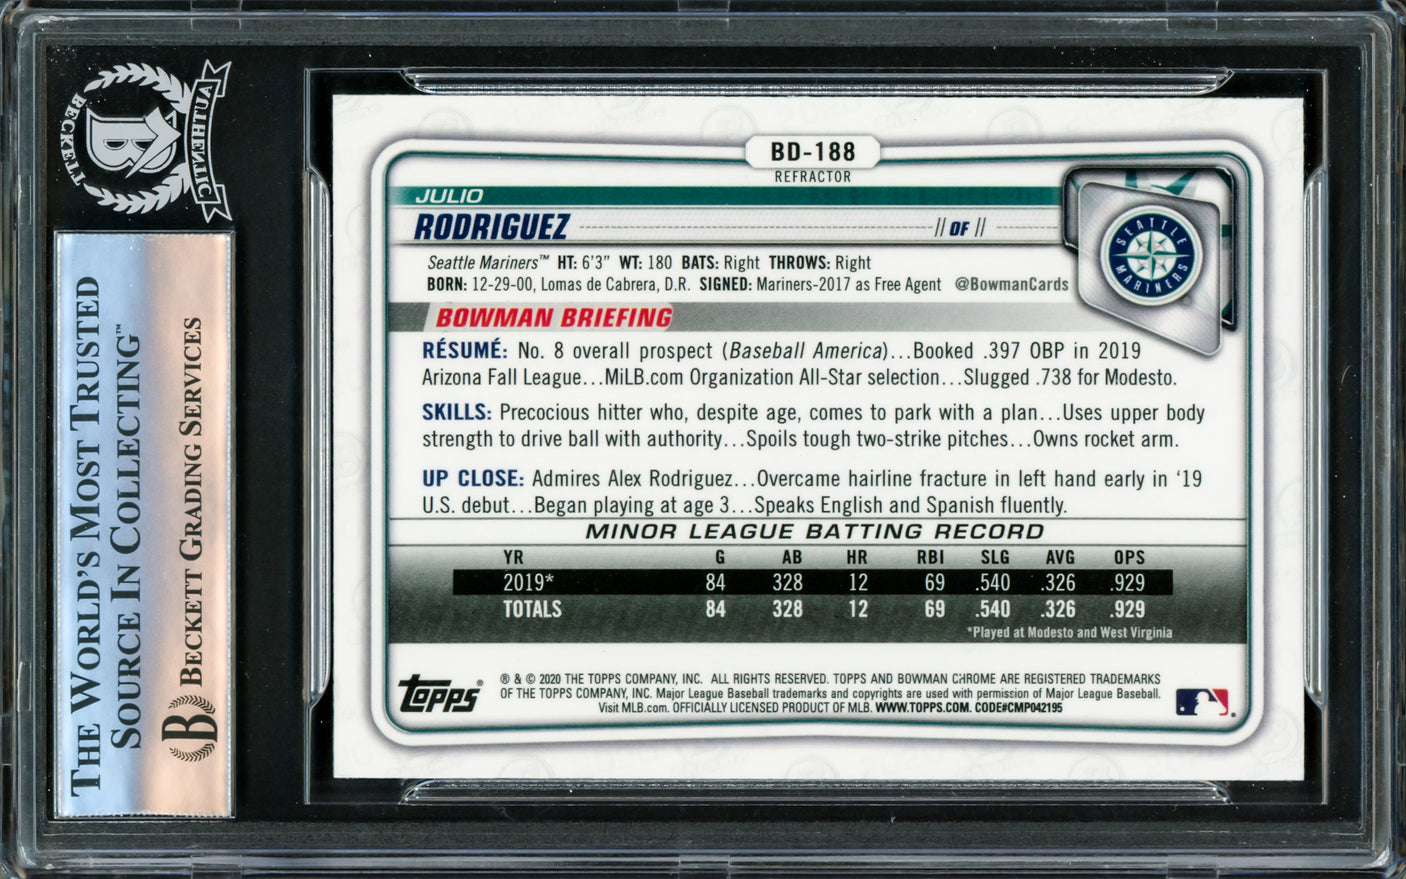 BECKETT
AUTHENTIC
B
THE WORLD'S MOST TRUSTED
SOURCE IN COLLECTING™
B BECKETT GRADING SERVICES
BD-188
REFRACTOR
JULIO
RODRIGUEZ // OF //
SEATTLE
MARINERS
Seattle Mariners™ HT: 6'3" WT: 180 BATS: Right THROWS: Right
BORN: 12-29-00, Lomas de Cabrera, D.R. SIGNED: Mariners-2017 as Free Agent @BowmanCards
BOWMAN BRIEFING
RÉSUMÉ: No. 8 overall prospect (Baseball America)...Booked .397 OBP in 2019
Arizona Fall League...MiLB.com Organization All-Star selection...Slugged .738 for Modesto.
SKILLS: Precocious hitter who, despite age, comes to park with a plan...Uses upper body
strength to drive ball with authority...Spoils tough two-strike pitches...Owns rocket arm.
UP CLOSE: Admires Alex Rodriguez...Overcame hairline fracture in left hand early in ‘19
U.S. debut...Began playing at age 3...Speaks English and Spanish fluently.
MINOR LEAGUE BATTING RECORD
YR G AB HR RBI SLG AVG OPS
2019* 84 328 12 69 .540 .326 .929
TOTALS 84 328 12 69 .540 .326 .929
*Played at Modesto and West Virginia
topps®
® & © 2020 THE TOPPS COMPANY, INC. ALL RIGHTS RESERVED. TOPPS AND BOWMAN CHROME ARE REGISTERED TRADEMARKS
OF THE TOPPS COMPANY, INC. Major League Baseball trademarks and copyrights are used with permission of Major League Baseball.
Visit MLB.com. OFFICIALLY LICENSED PRODUCT OF MLB. WWW.TOPPS.COM. CODE#CMP042195